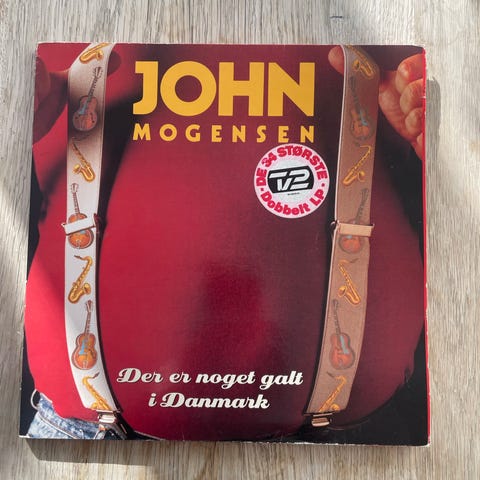 JOHN
MOGENSEN
DE 34 STØRSTE
TV2
Dobbelt LP
Der er noget galt
i Danmark